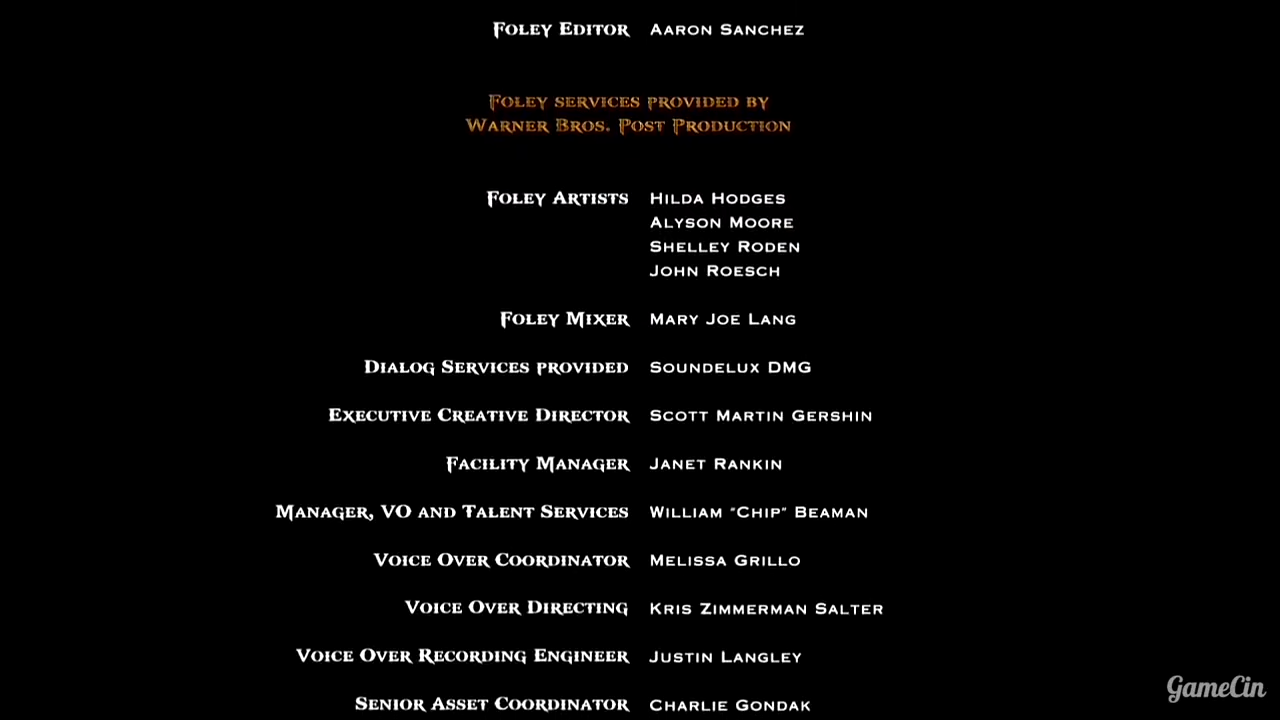 Foley Editor Aaron Sanchez
Foley services provided by
Warner Bros. Post Production
Foley Artists Hilda Hodges
Alyson Moore
Shelley Roden
John Roesch
Foley Mixer Mary Joe Lang
Dialog Services provided Soundelux DMG
Executive Creative Director Scott Martin Gershin
Facility Manager Janet Rankin
Manager, VO and Talent Services William "Chip" Beaman
Voice Over Coordinator Melissa Grillo
Voice Over Directing Kris Zimmerman Salter
Voice Over Recording Engineer Justin Langley
Senior Asset Coordinator Charlie Gondak
GameCin